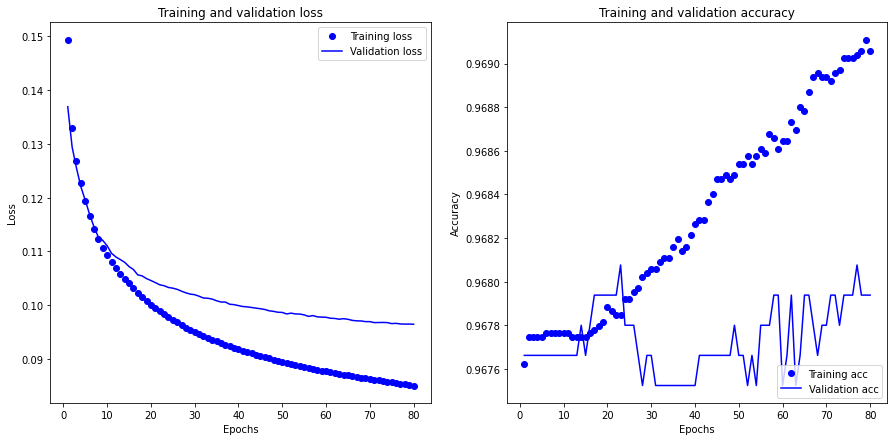 Training and validation loss
0.15
0.14
0.13
0.12
0.11
0.10
0.09
Loss
Training loss
Validation loss
0 10 20 30 40 50 60 70 80
Epochs
Training and validation accuracy
0.9690
0.9688
0.9686
0.9684
0.9682
0.9680
0.9678
0.9676
Accuracy
Training acc
Validation acc
0 10 20 30 40 50 60 70 80
Epochs